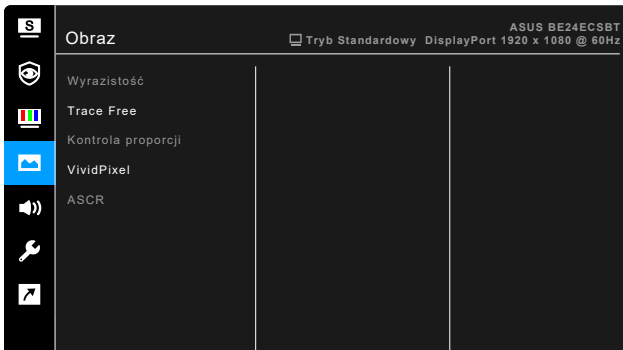 S
ASUS BE24ECSBT
Obraz
Tryb Standardowy DisplayPort 1920 x 1080 @ 60Hz
Wyrazistość
Trace Free
Kontrola proporcji
VividPixel
ASCR